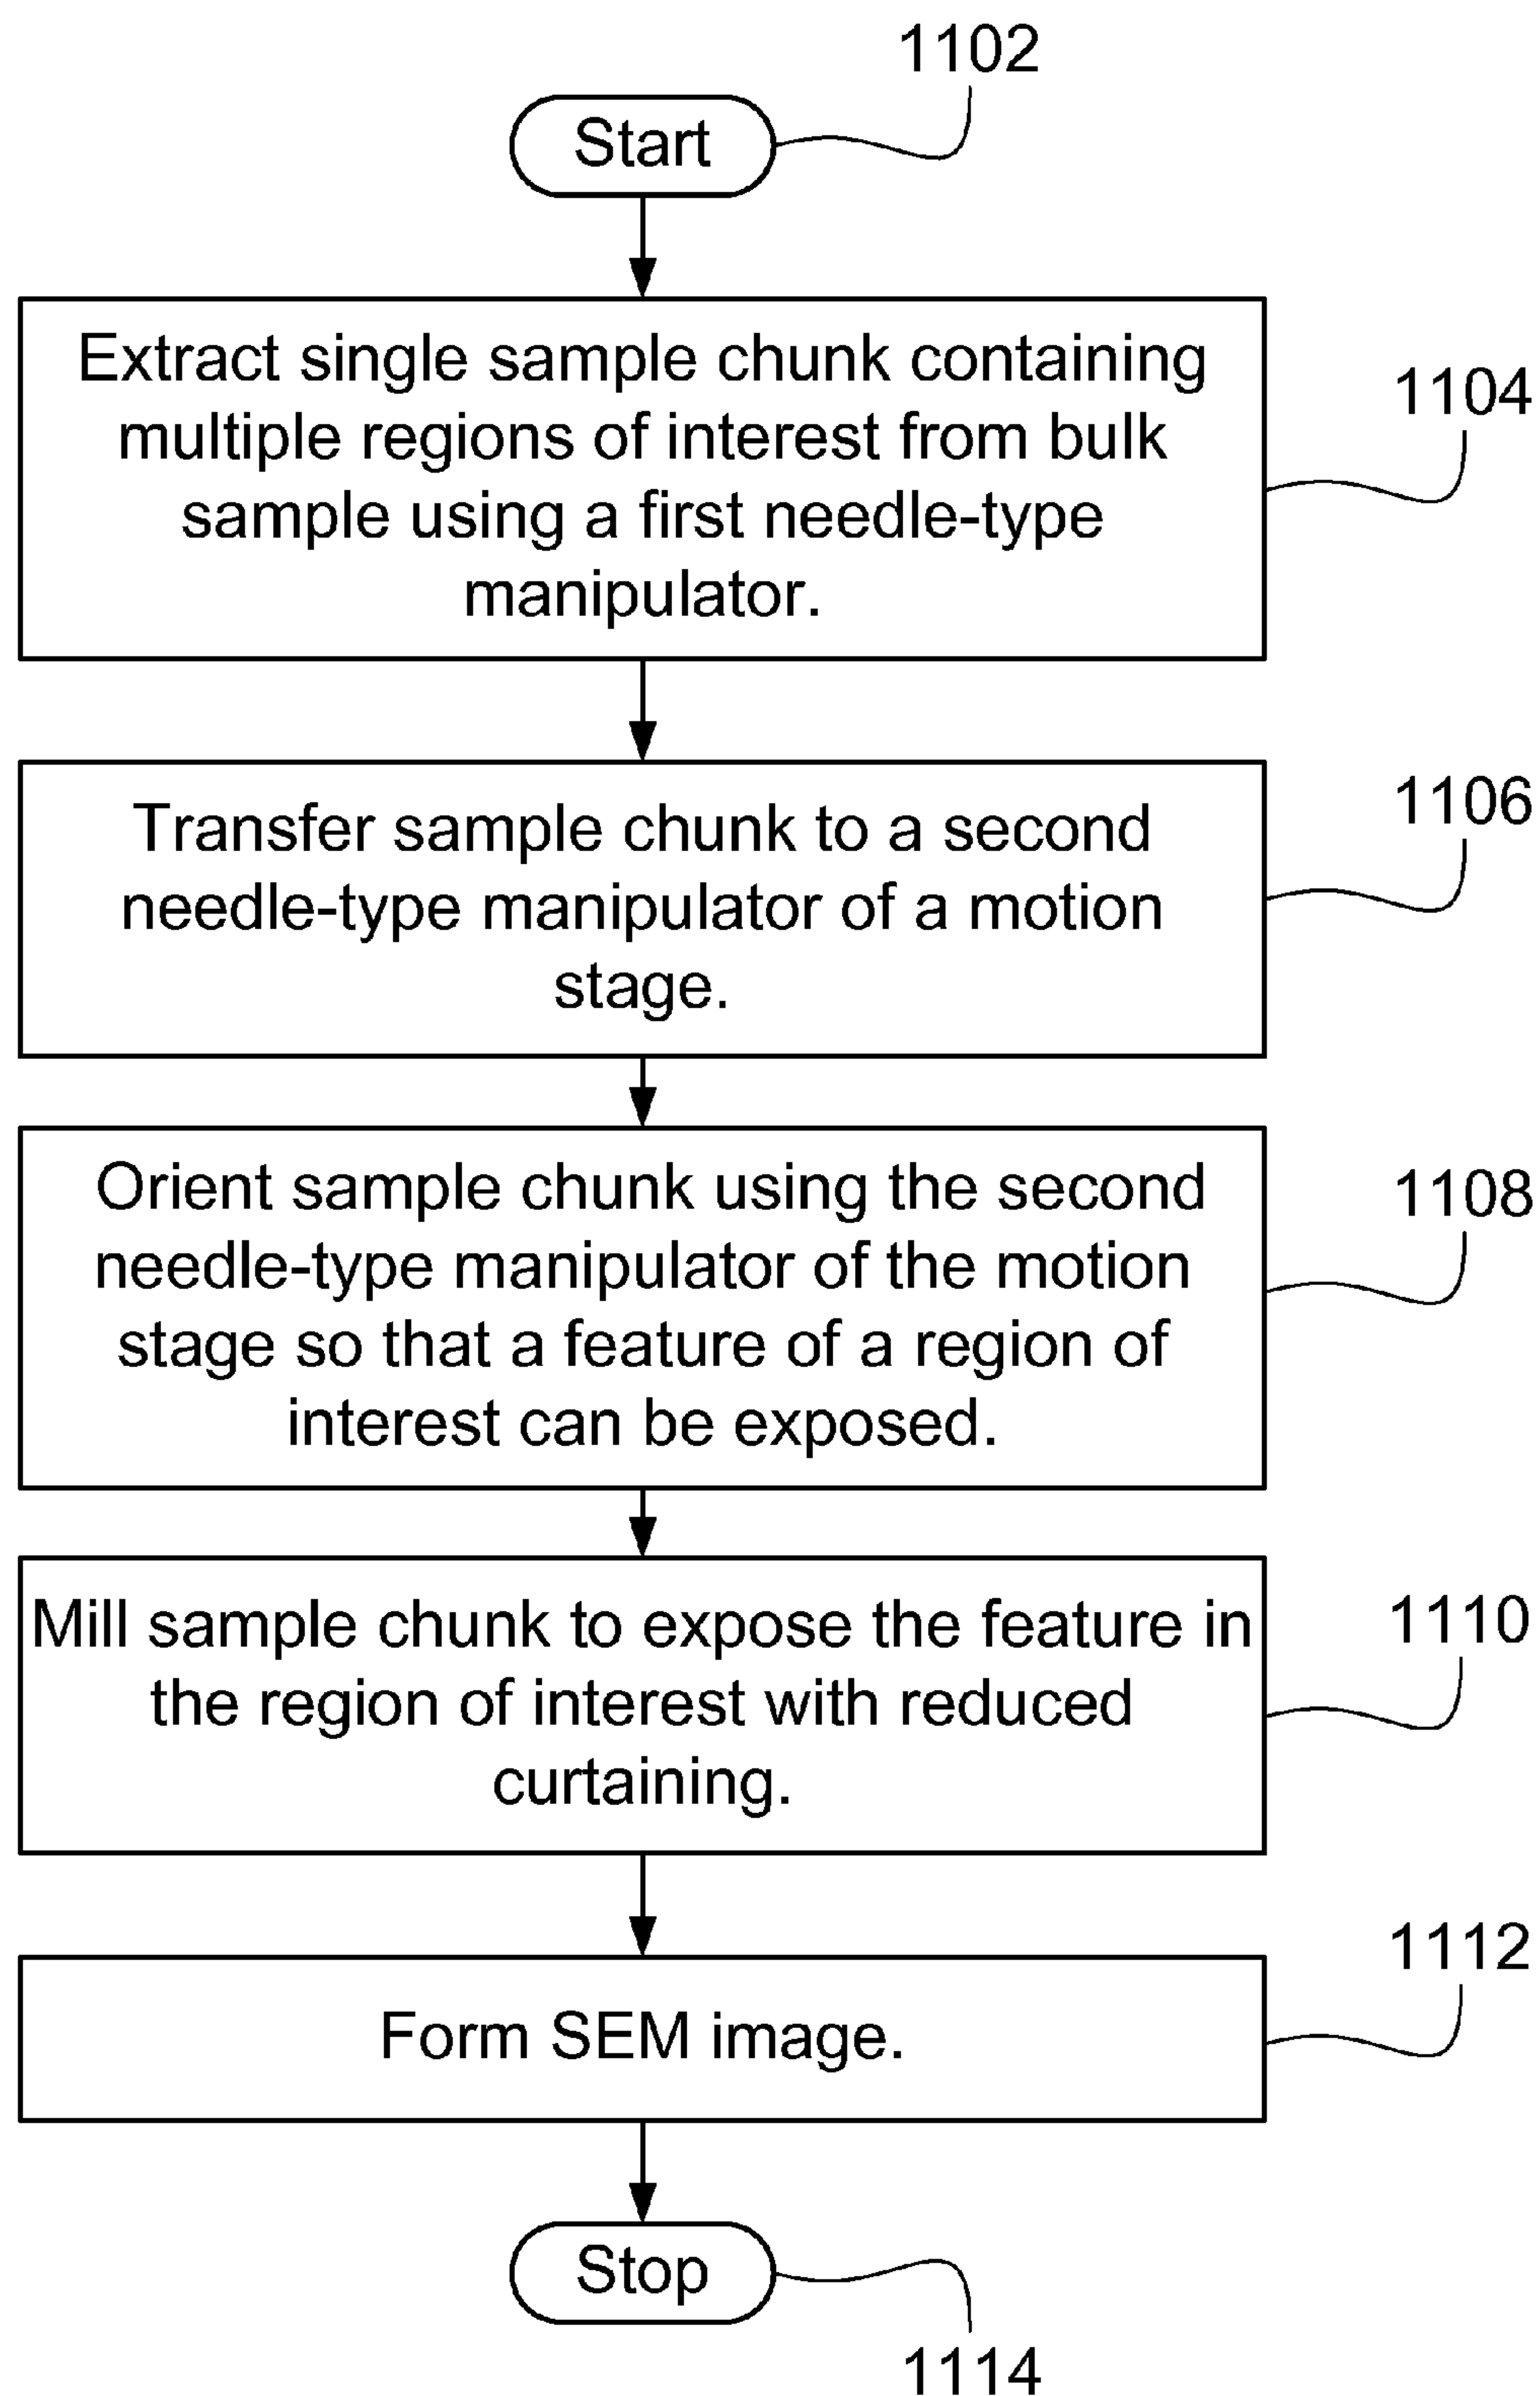 1102
Start
Extract single sample chunk containing
multiple regions of interest from bulk
sample using a first needle-type
manipulator.
1104
Transfer sample chunk to a second
needle-type manipulator of a motion
stage.
1106
Orient sample chunk using the second
needle-type manipulator of the motion
stage so that a feature of a region of
interest can be exposed.
1108
Mill sample chunk to expose the feature in
the region of interest with reduced
curtaining.
1110
Form SEM image.
1112
Stop
1114